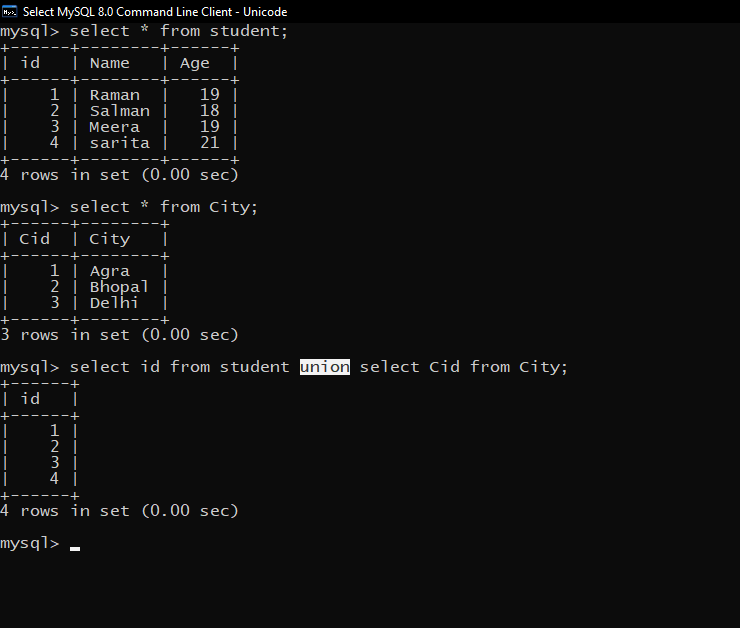 Select MySQL 8.0 Command Line Client - Unicode
mysql> select * from student;
+------+--------+------+
| id   | Name   | Age  |
+------+--------+------+
|    1 | Raman  |   19 |
|    2 | Salman |   18 |
|    3 | Meera  |   19 |
|    4 | sarita |   21 |
+------+--------+------+
4 rows in set (0.00 sec)
mysql> select * from City;
+------+--------+
| Cid  | City   |
+------+--------+
|    1 | Agra   |
|    2 | Bhopal |
|    3 | Delhi  |
+------+--------+
3 rows in set (0.00 sec)
mysql> select id from student union select Cid from City;
+------+
| id   |
+------+
|    1 |
|    2 |
|    3 |
|    4 |
+------+
4 rows in set (0.00 sec)
mysql>